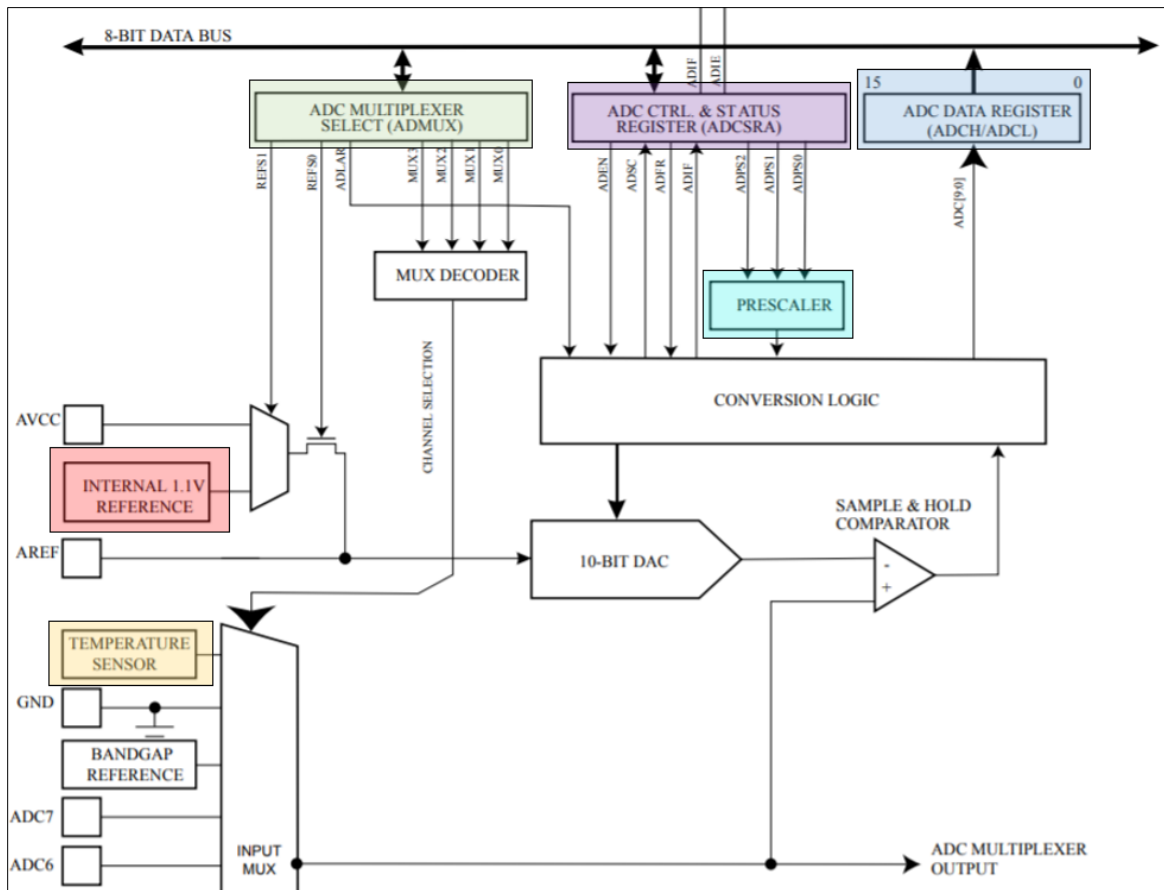 8-BIT DATA BUS
ADIF
ADIE
15
0
ADC MULTIPLEXER
SELECT (ADMUX)
ADC CTRL. & STATUS
REGISTER (ADCSRA)
ADC DATA REGISTER
(ADCH/ADCL)
REFS1
REFS0
ADLAR
MUX3
MUX2
MUX1
MUX0
ADEN
ADSC
ADFR
ADIF
ADPS2
ADPS1
ADPS0
ADC[9:0]
MUX DECODER
PRESCALER
CHANNEL SELECTION
CONVERSION LOGIC
AVCC
INTERNAL 1.1V
REFERENCE
SAMPLE & HOLD
COMPARATOR
AREF
10-BIT DAC
-
+
TEMPERATURE
SENSOR
GND
BANDGAP
REFERENCE
ADC7
ADC6
INPUT
MUX
ADC MULTIPLEXER
OUTPUT